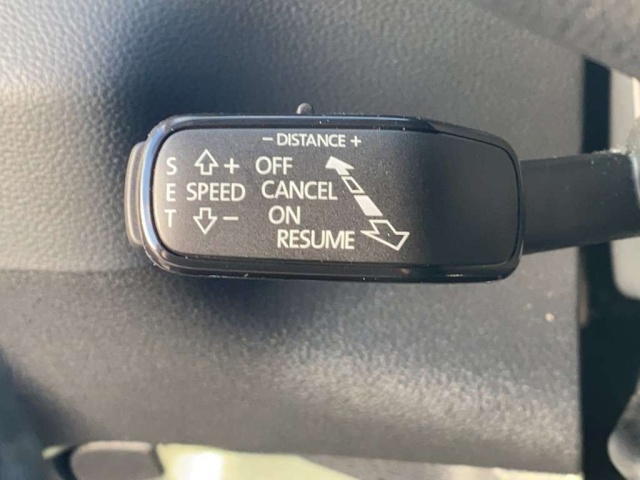 - DISTANCE +
S + OFF
E SPEED CANCEL
T - ON
RESUME